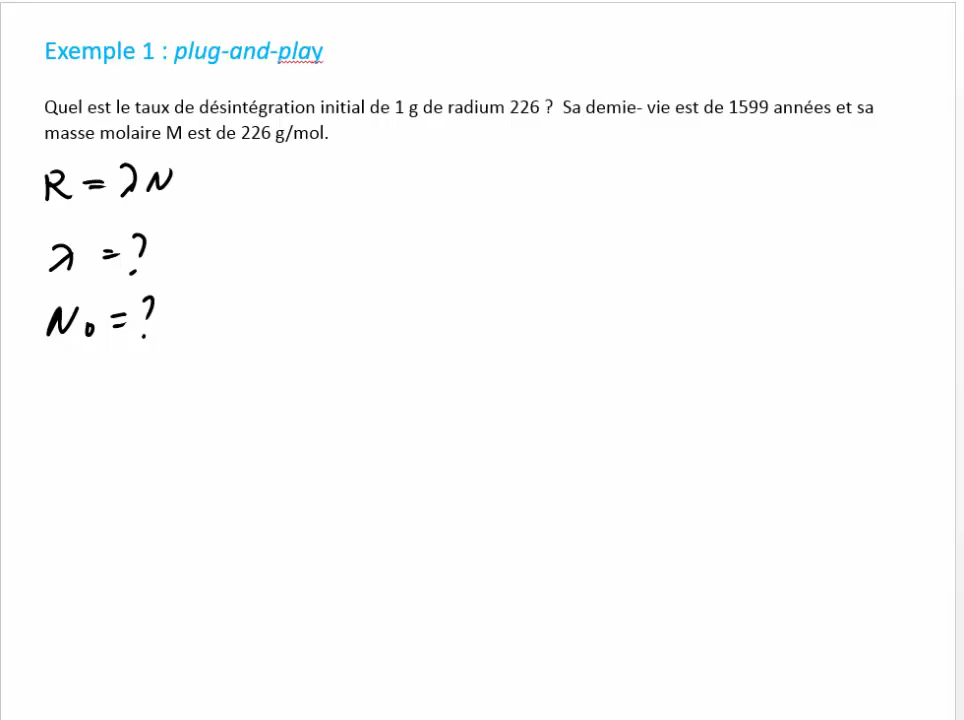 Exemple 1 : plug-and-play
Quel est le taux de désintégration initial de 1 g de radium 226 ?  Sa demie- vie est de 1599 années et sa
masse molaire M est de 226 g/mol.
R = λN
λ = ?
N₀ = ?